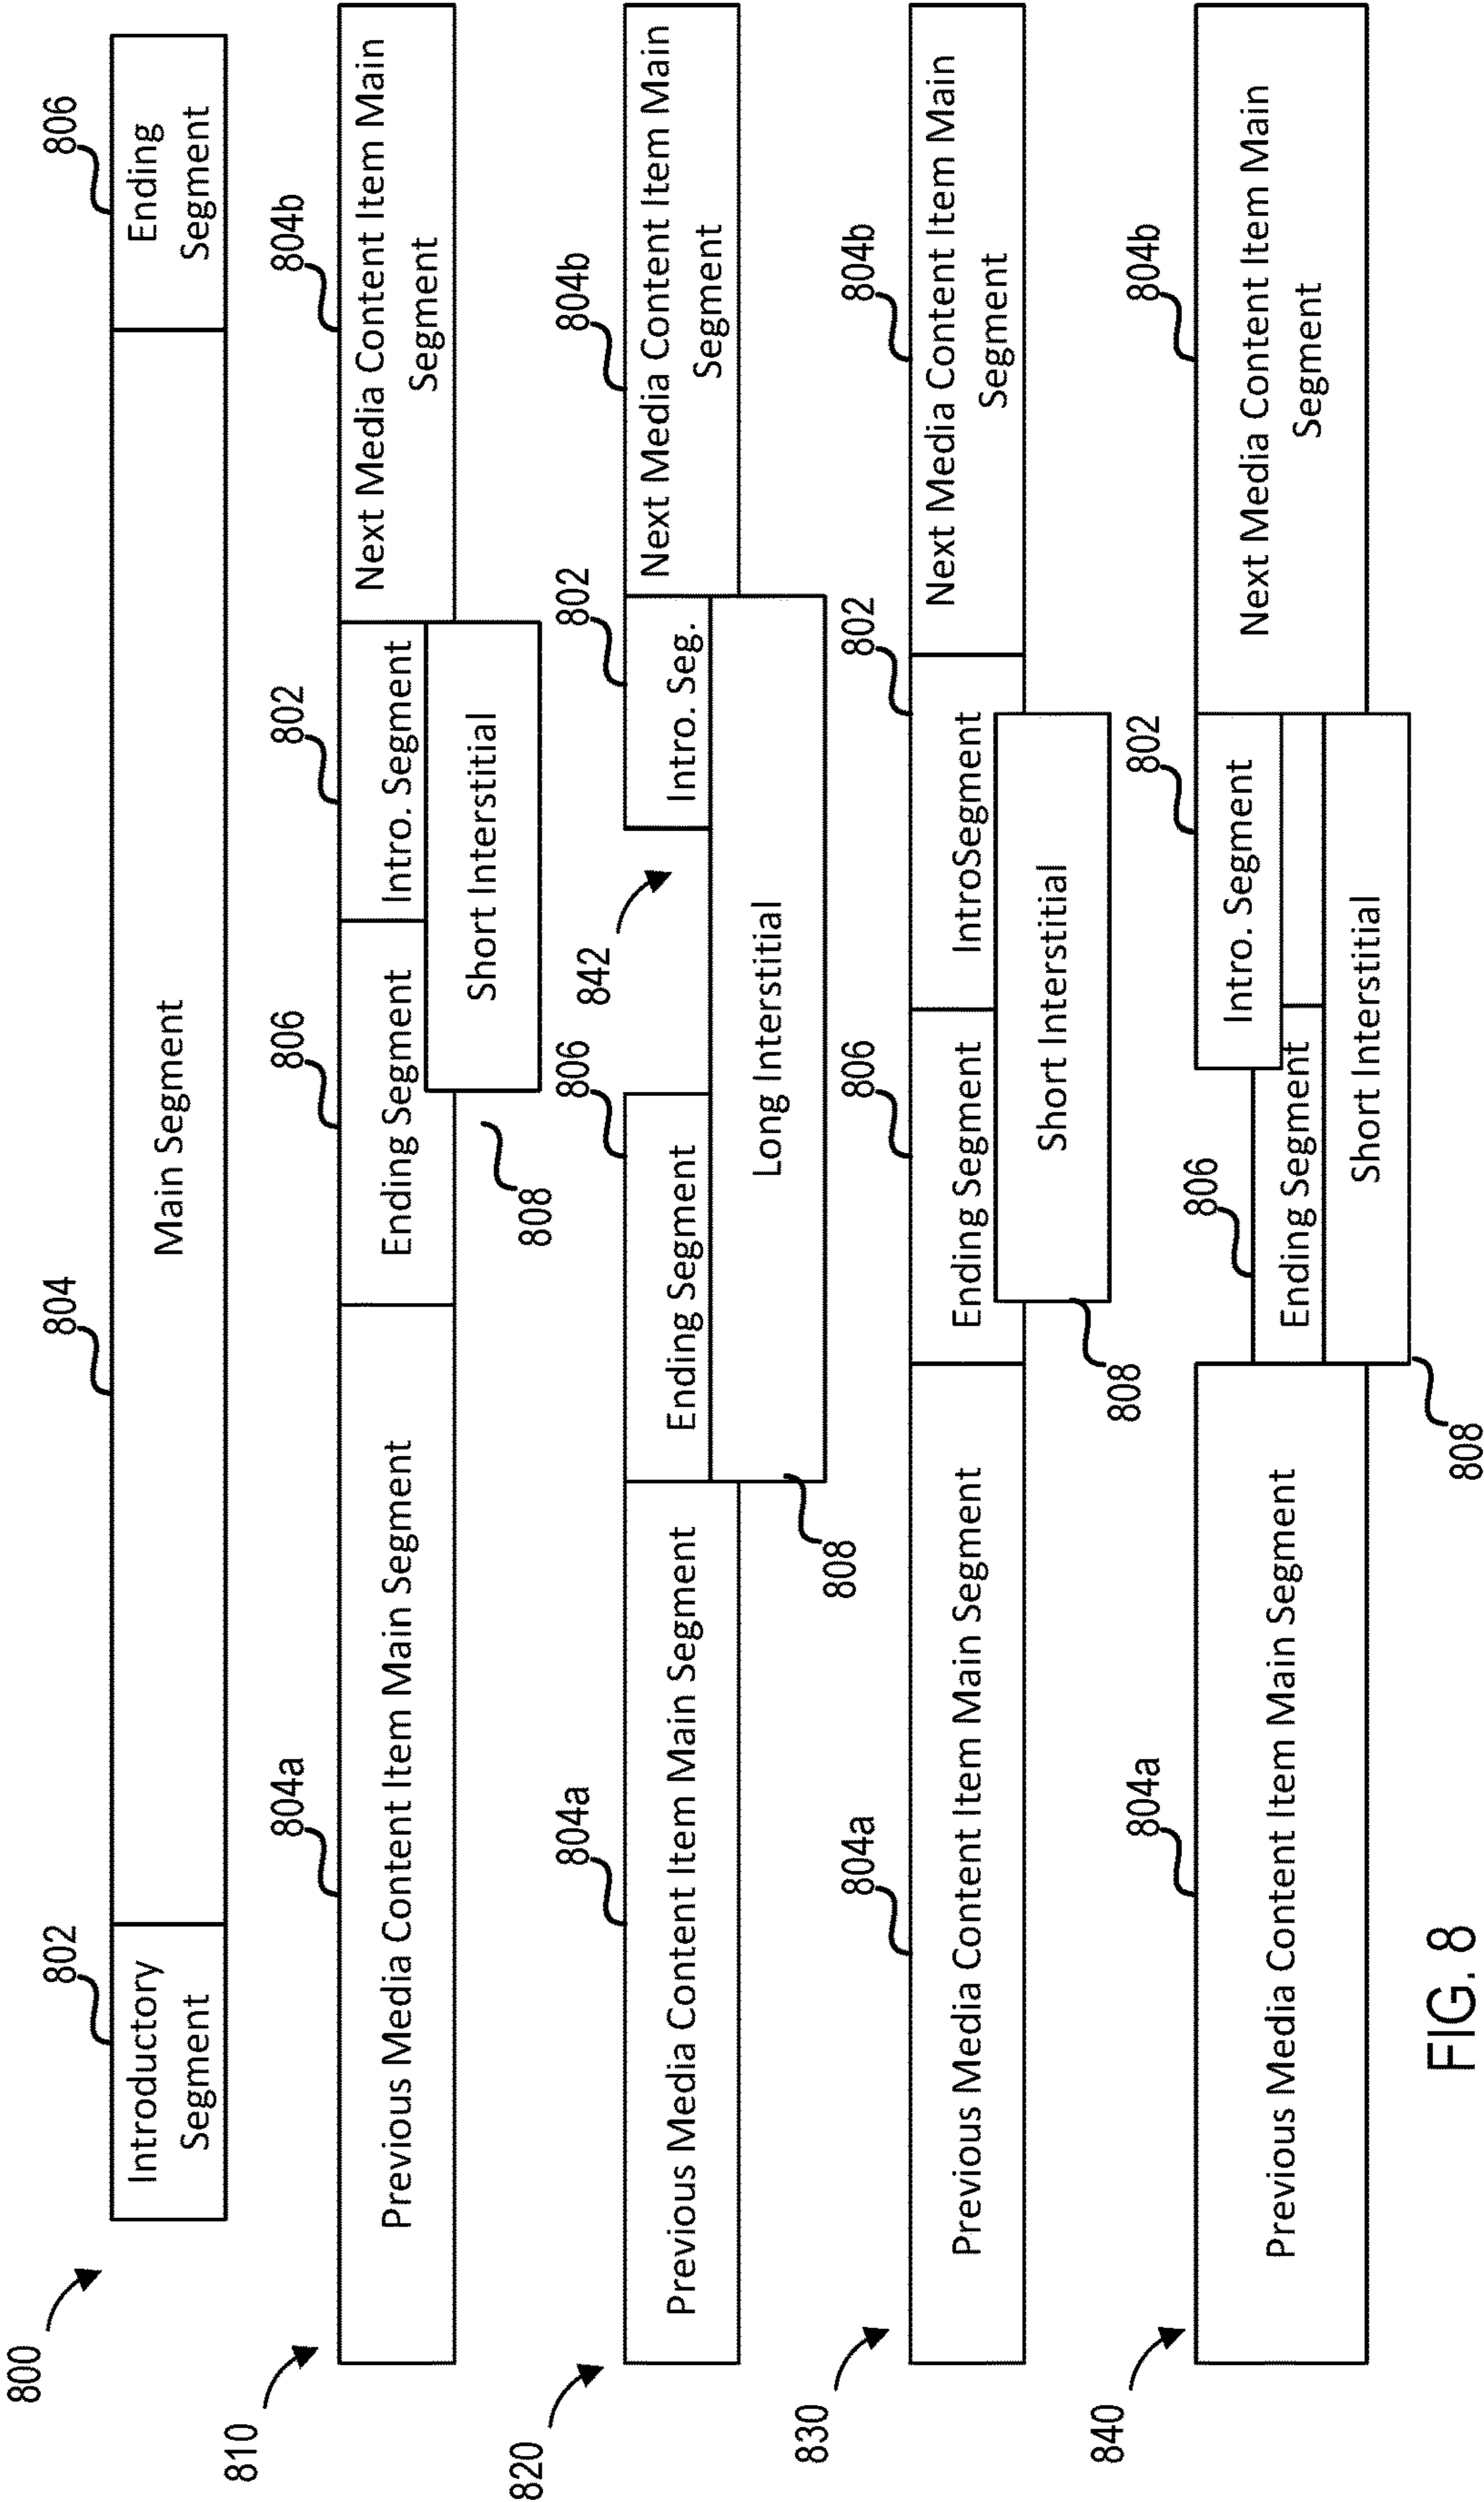 800
802
804
806
Introductory
Segment
Main Segment
Ending
Segment
810
804a
806
802
804b
Previous Media Content Item Main Segment
Ending Segment
Intro. Segment
Next Media Content Item Main
Segment
Short Interstitial
808
820
804a
806
842
802
804b
Previous Media Content Item Main Segment
Ending Segment
Intro. Seg.
Next Media Content Item Main
Segment
Long Interstitial
808
830
804a
806
802
804b
Previous Media Content Item Main Segment
Ending Segment
IntroSegment
Next Media Content Item Main
Segment
Short Interstitial
808
840
804a
806
802
804b
Previous Media Content Item Main Segment
Ending Segment
Intro. Segment
Next Media Content Item Main
Segment
Short Interstitial
808
FIG. 8